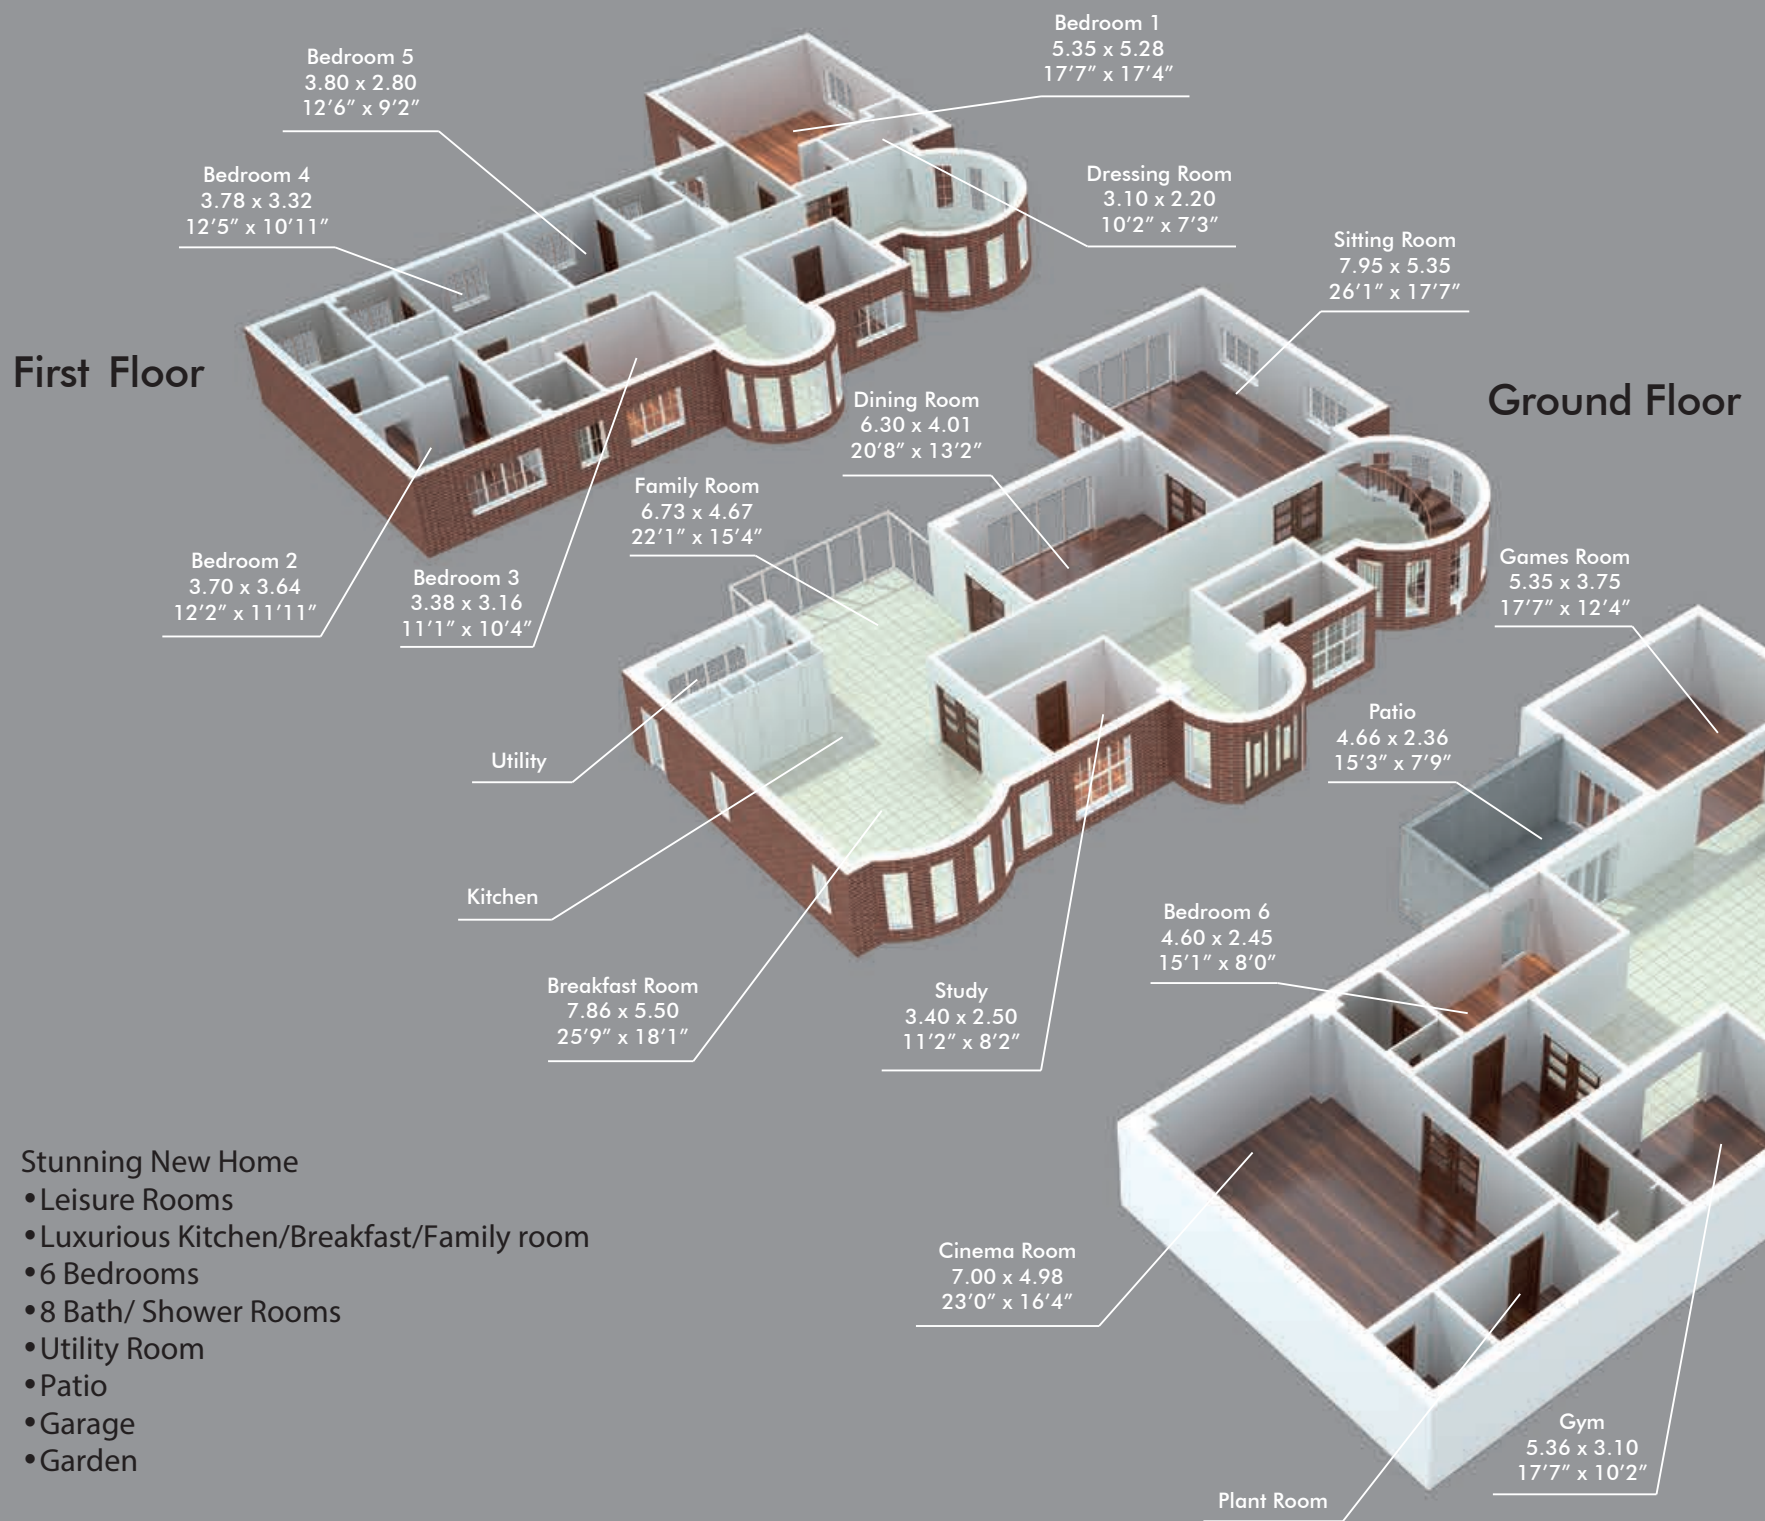 Bedroom 1
5.35 x 5.28
17’7” x 17’4”
Bedroom 5
3.80 x 2.80
12’6” x 9’2”
Bedroom 4
3.78 x 3.32
12’5” x 10’11”
Dressing Room
3.10 x 2.20
10’2” x 7’3”
Sitting Room
7.95 x 5.35
26’1” x 17’7”
First Floor
Ground Floor
Dining Room
6.30 x 4.01
20’8” x 13’2”
Family Room
6.73 x 4.67
22’1” x 15’4”
Bedroom 2
3.70 x 3.64
12’2” x 11’11”
Bedroom 3
3.38 x 3.16
11’1” x 10’4”
Games Room
5.35 x 3.75
17’7” x 12’4”
Patio
4.66 x 2.36
15’3” x 7’9”
Utility
Kitchen
Bedroom 6
4.60 x 2.45
15’1” x 8’0”
Breakfast Room
7.86 x 5.50
25’9” x 18’1”
Study
3.40 x 2.50
11’2” x 8’2”
Stunning New Home
•Leisure Rooms
•Luxurious Kitchen/Breakfast/Family room
•6 Bedrooms
•8 Bath/ Shower Rooms
•Utility Room
•Patio
•Garage
•Garden
Cinema Room
7.00 x 4.98
23’0” x 16’4”
Gym
5.36 x 3.10
17’7” x 10’2”
Plant Room